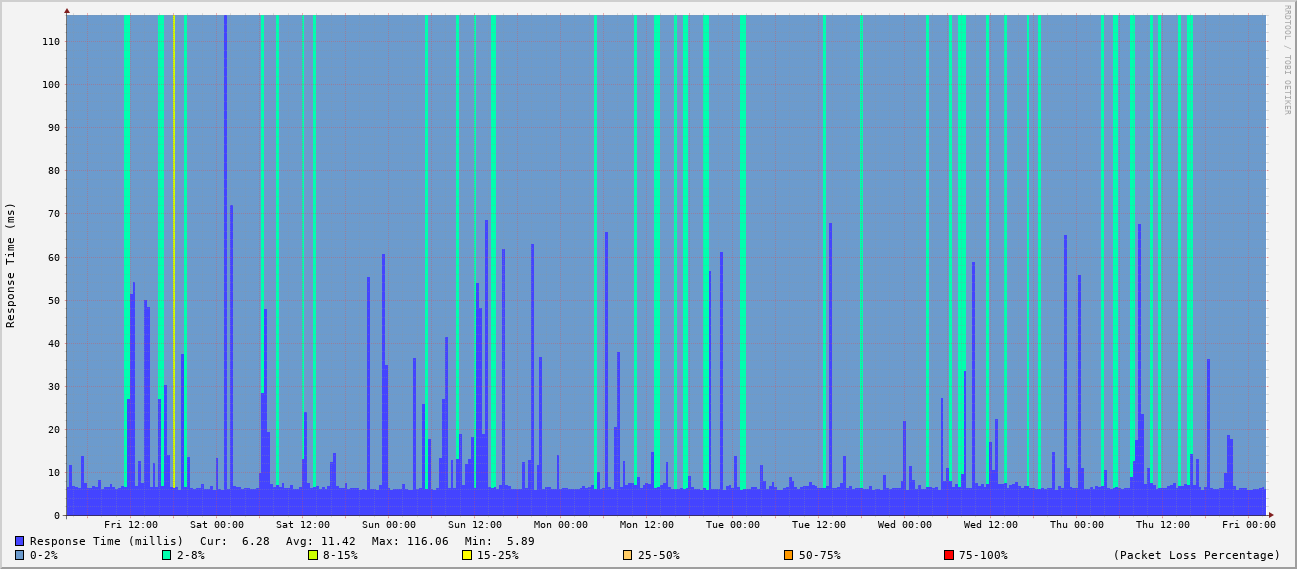 RRDTOOL / TOBI OETIKER
Response Time (ms)
110
100
90
80
70
60
50
40
30
20
10
0
Fri 12:00 Sat 00:00 Sat 12:00 Sun 00:00 Sun 12:00 Mon 00:00 Mon 12:00 Tue 00:00 Tue 12:00 Wed 00:00 Wed 12:00 Thu 00:00 Thu 12:00 Fri 00:00
Response Time (millis) Cur: 6.28 Avg: 11.42 Max: 116.06 Min: 5.89
0-2% 2-8% 8-15% 15-25% 25-50% 50-75% 75-100% (Packet Loss Percentage)